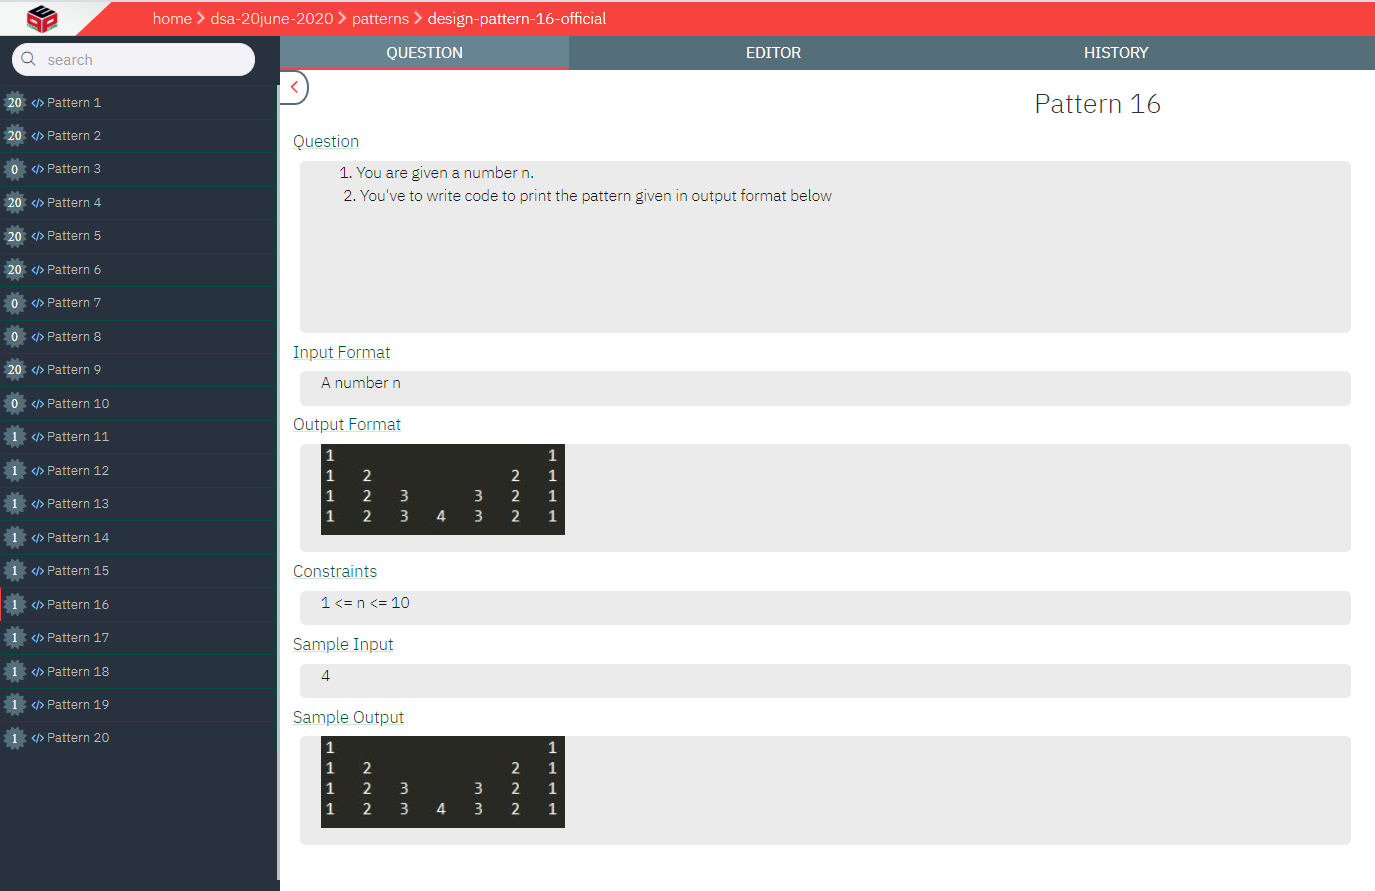 home > dsa-20june-2020 > patterns > design-pattern-16-official
search
20 </> Pattern 1
20 </> Pattern 2
0 </> Pattern 3
20 </> Pattern 4
20 </> Pattern 5
20 </> Pattern 6
0 </> Pattern 7
0 </> Pattern 8
20 </> Pattern 9
0 </> Pattern 10
1 </> Pattern 11
1 </> Pattern 12
1 </> Pattern 13
1 </> Pattern 14
1 </> Pattern 15
1 </> Pattern 16
1 </> Pattern 17
1 </> Pattern 18
1 </> Pattern 19
1 </> Pattern 20
QUESTION EDITOR HISTORY
Pattern 16
Question
1. You are given a number n.
2. You've to write code to print the pattern given in output format below
Input Format
A number n
Output Format
1 1
1 2 2 1
1 2 3 3 2 1
1 2 3 4 3 2 1
Constraints
1 <= n <= 10
Sample Input
4
Sample Output
1 1
1 2 2 1
1 2 3 3 2 1
1 2 3 4 3 2 1